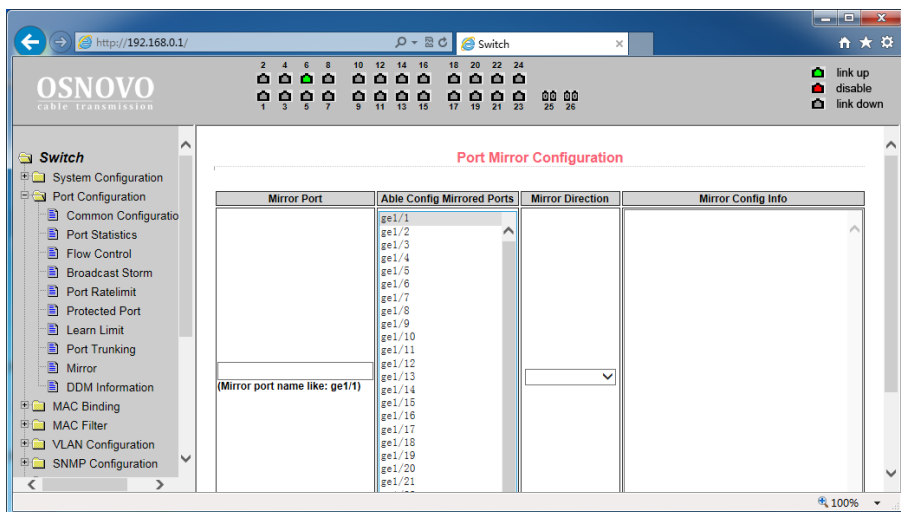 http://192.168.0.1/
Switch
OSNOVO
cable transmission
2 4 6 8 10 12 14 16 18 20 22 24
1 3 5 7 9 11 13 15 17 19 21 23 25 26
link up
disable
link down
Switch
System Configuration
Port Configuration
Common Configuratio
Port Statistics
Flow Control
Broadcast Storm
Port Ratelimit
Protected Port
Learn Limit
Port Trunking
Mirror
DDM Information
MAC Binding
MAC Filter
VLAN Configuration
SNMP Configuration
Port Mirror Configuration
Mirror Port
Able Config Mirrored Ports
Mirror Direction
Mirror Config Info
(Mirror port name like: ge1/1)
ge1/1
ge1/2
ge1/3
ge1/4
ge1/5
ge1/6
ge1/7
ge1/8
ge1/9
ge1/10
ge1/11
ge1/12
ge1/13
ge1/14
ge1/15
ge1/16
ge1/17
ge1/18
ge1/19
ge1/20
ge1/21
100%